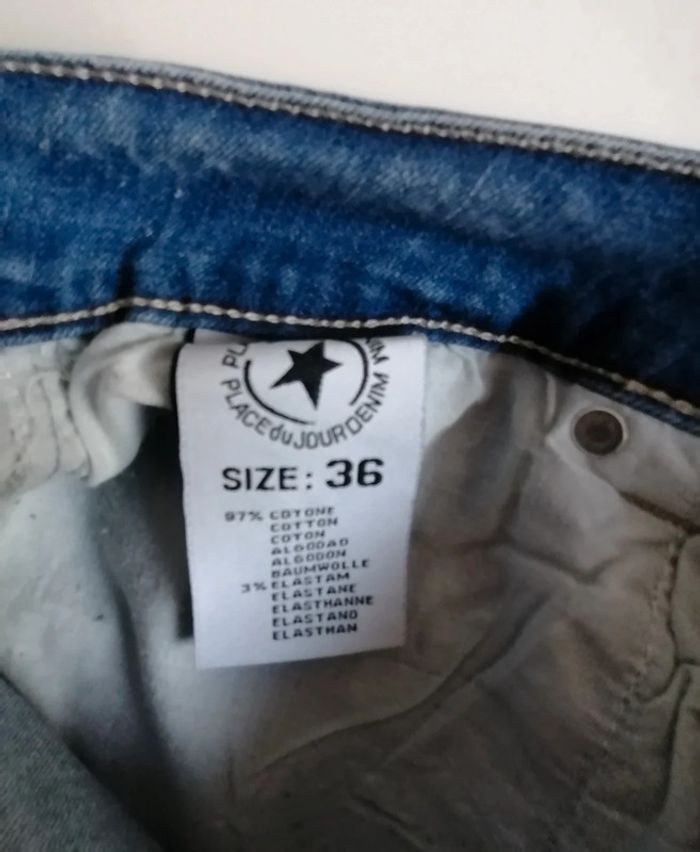 PLACE du JOUR DENIM
SIZE: 36
97% COTONE
COTTON
COTON
ALGODAO
ALGODON
BAUMWOLLE
3% ELASTAM
ELASTANE
ELASTHANNE
ELASTANO
ELASTHAN